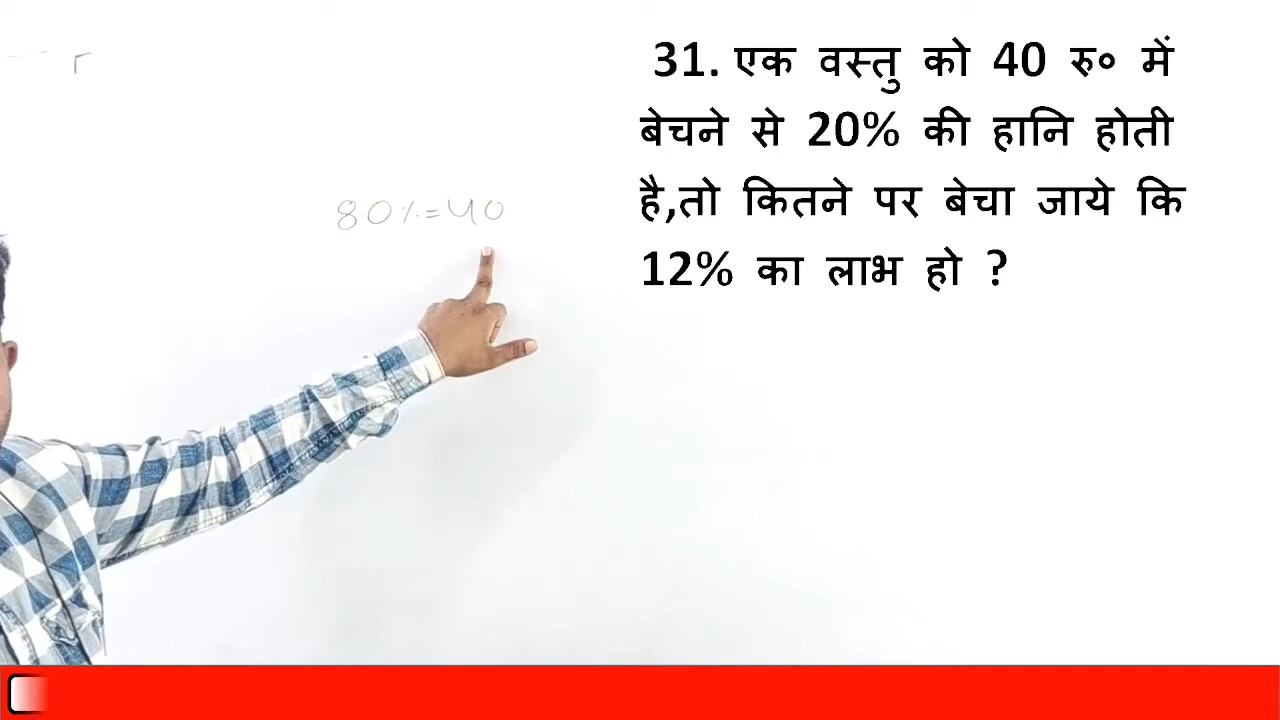 31. एक वस्तु को 40 रु० में
बेचने से 20% की हानि होती
है,तो कितने पर बेचा जाये कि
12% का लाभ हो ?
80%=40